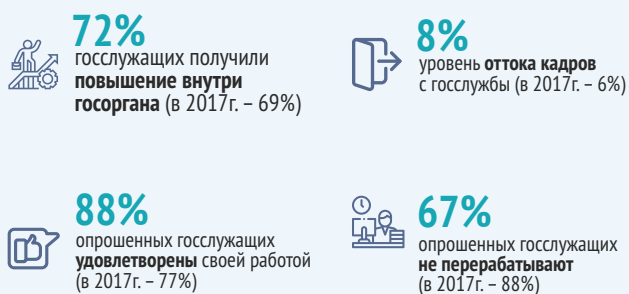 72%
госслужащих получили
повышение внутри
госоргана (в 2017г. – 69%)
8%
уровень оттока кадров
с госслужбы (в 2017г. – 6%)
88%
опрошенных госслужащих
удовлетворены своей работой
(в 2017г. – 77%)
67%
опрошенных госслужащих
не перерабатывают
(в 2017г. – 88%)